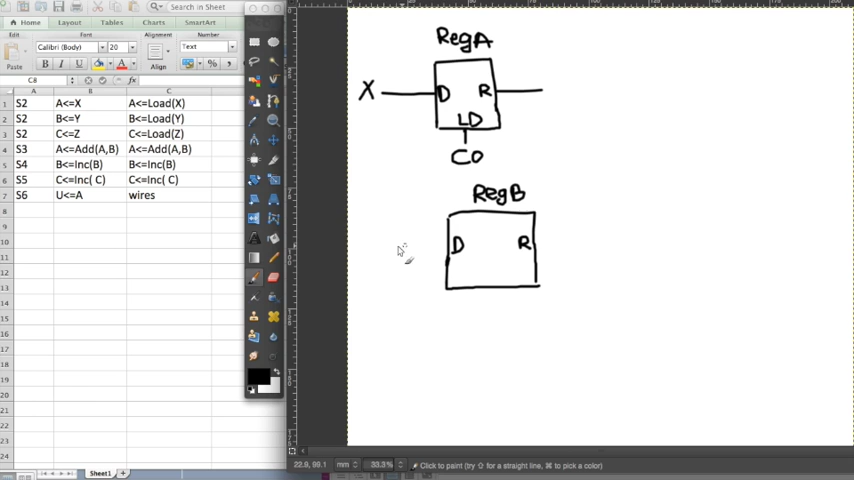 Search in Sheet
Home Layout Tables Charts SmartArt
Edit Font Alignment Number
Calibri (Body) 20 Text
Paste B I U A Align %
C8 fx
A B C
1 S2 A<=X A<=Load(X)
2 S2 B<=Y B<=Load(Y)
3 S2 C<=Z C<=Load(Z)
4 S3 A<=Add(A,B) A<=Add(A,B)
5 S4 B<=Inc(B) B<=Inc(B)
6 S5 C<=Inc( C) C<=Inc( C)
7 S6 U<=A wires
8
9
10
11
12
13
14
15
16
17
18
19
20
21
22
23
24
Sheet1
RegA
X D R
LD
C0
RegB
D R
22.9, 99.1 mm 33.3% Click to paint (try ⇧ for a straight line, ⌘ to pick a color)